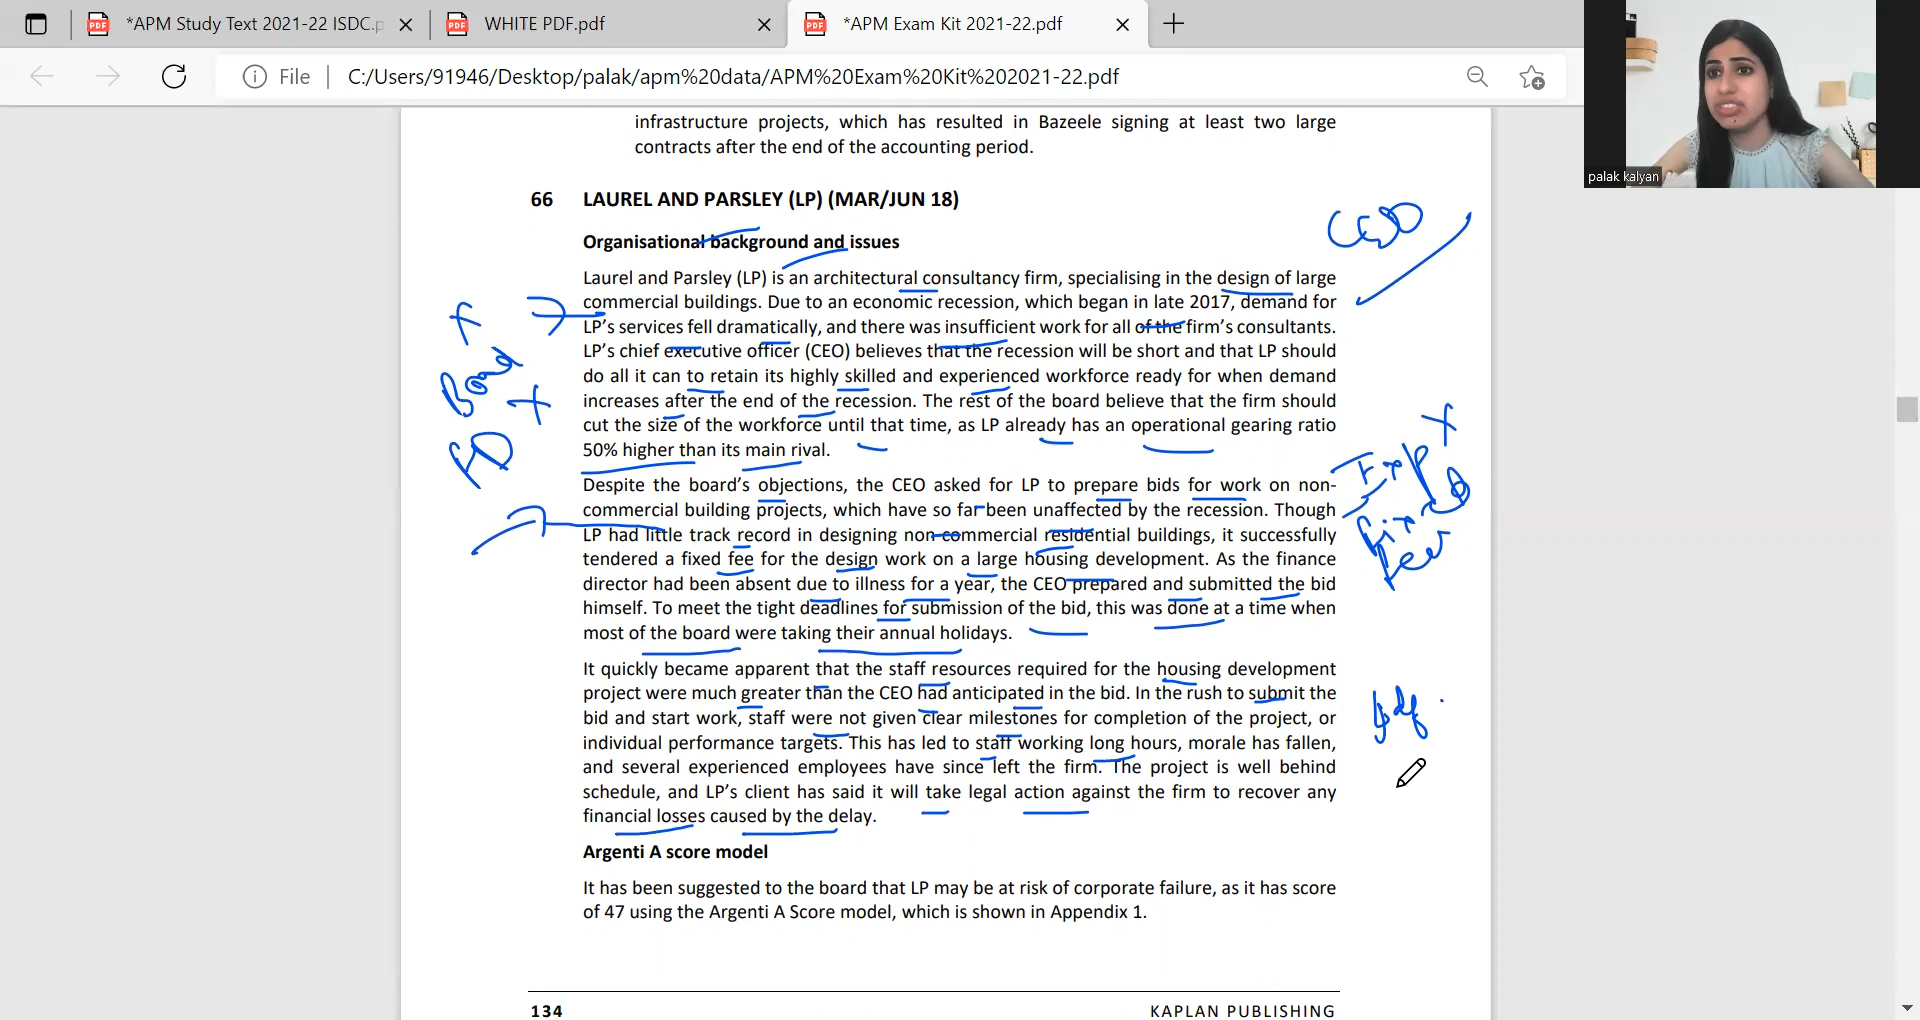 *APM Study Text 2021-22 ISDC.p
WHITE PDF.pdf
*APM Exam Kit 2021-22.pdf
File
C:/Users/91946/Desktop/palak/apm%20data/APM%20Exam%20Kit%202021-22.pdf
palak kalyan
infrastructure projects, which has resulted in Bazeele signing at least two large
contracts after the end of the accounting period.
66 LAUREL AND PARSLEY (LP) (MAR/JUN 18)
Organisational background and issues
Laurel and Parsley (LP) is an architectural consultancy firm, specialising in the design of large
commercial buildings. Due to an economic recession, which began in late 2017, demand for
LP's services fell dramatically, and there was insufficient work for all of the firm's consultants.
LP's chief executive officer (CEO) believes that the recession will be short and that LP should
do all it can to retain its highly skilled and experienced workforce ready for when demand
increases after the end of the recession. The rest of the board believe that the firm should
cut the size of the workforce until that time, as LP already has an operational gearing ratio
50% higher than its main rival.
Despite the board's objections, the CEO asked for LP to prepare bids for work on non-
commercial building projects, which have so far been unaffected by the recession. Though
LP had little track record in designing non-commercial residential buildings, it successfully
tendered a fixed fee for the design work on a large housing development. As the finance
director had been absent due to illness for a year, the CEO prepared and submitted the bid
himself. To meet the tight deadlines for submission of the bid, this was done at a time when
most of the board were taking their annual holidays.
It quickly became apparent that the staff resources required for the housing development
project were much greater than the CEO had anticipated in the bid. In the rush to submit the
bid and start work, staff were not given clear milestones for completion of the project, or
individual performance targets. This has led to staff working long hours, morale has fallen,
and several experienced employees have since left the firm. The project is well behind
schedule, and LP's client has said it will take legal action against the firm to recover any
financial losses caused by the delay.
Argenti A score model
It has been suggested to the board that LP may be at risk of corporate failure, as it has score
of 47 using the Argenti A Score model, which is shown in Appendix 1.
134 KAPLAN PUBLISHING
Board